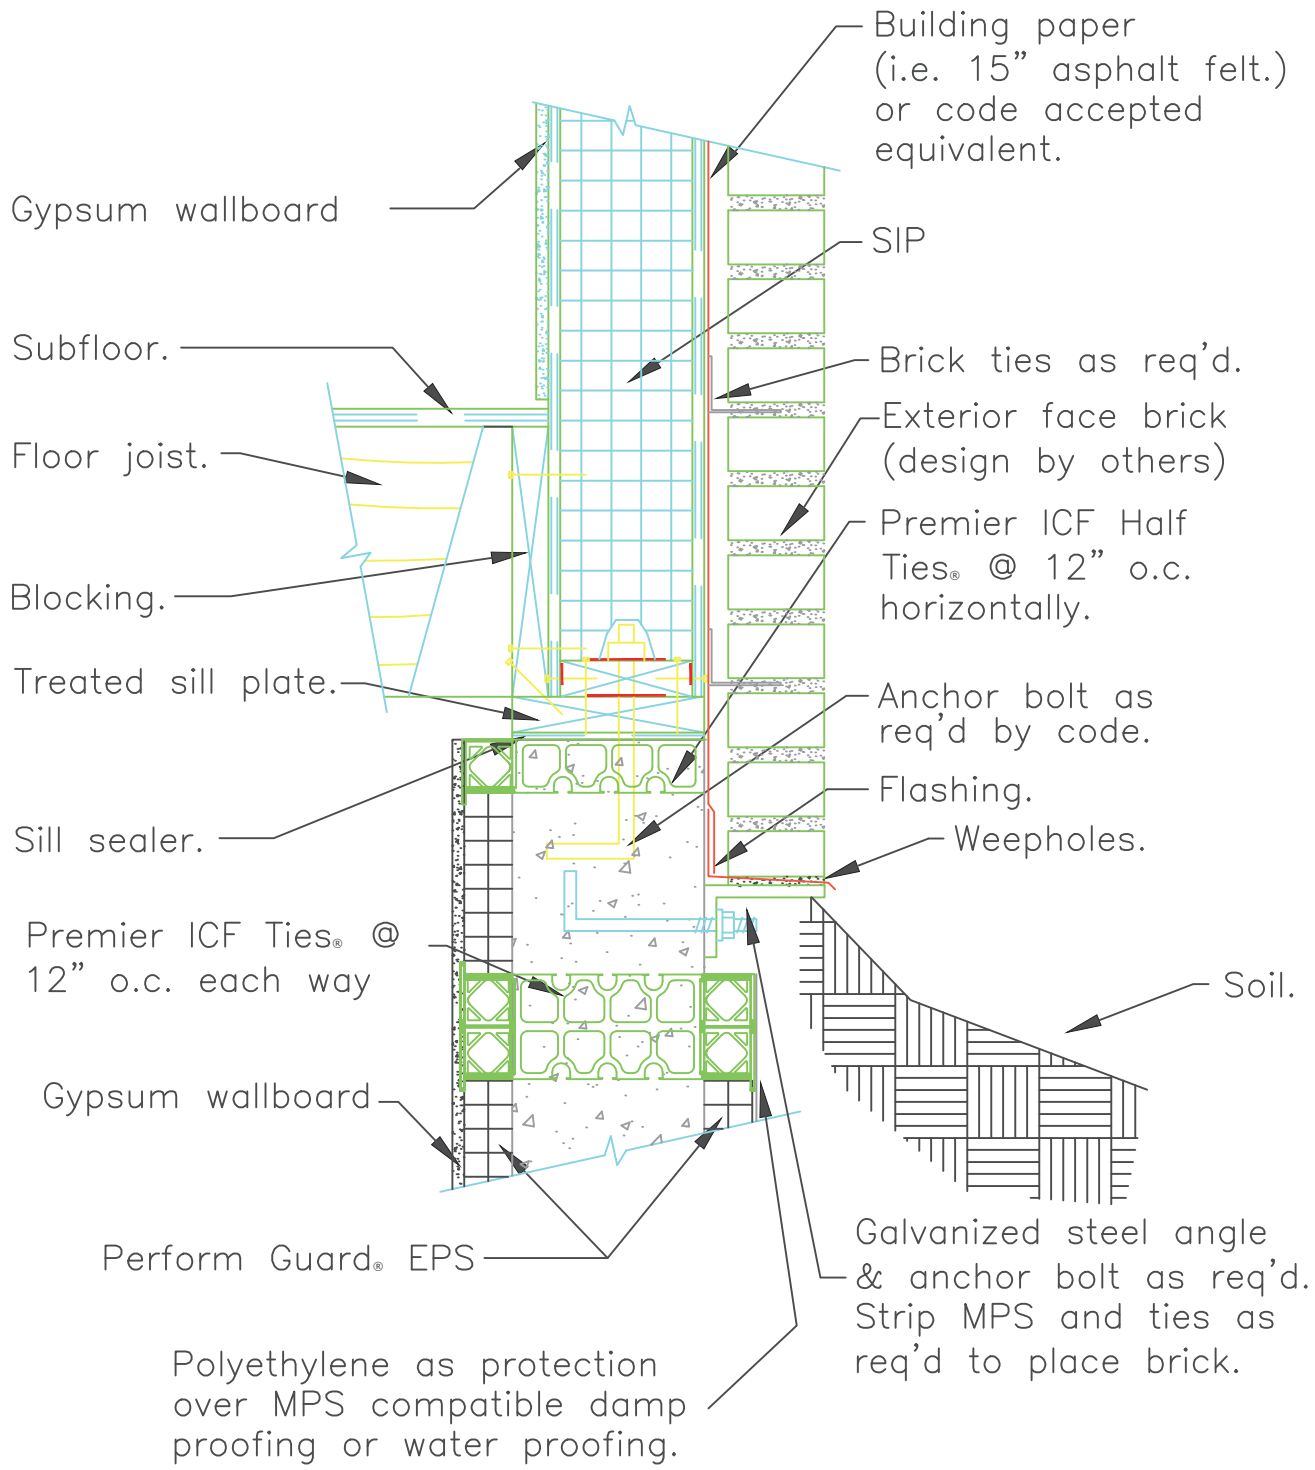 Building paper
(i.e. 15” asphalt felt.)
or code accepted
equivalent.
Gypsum wallboard
SIP
Subfloor.
Brick ties as req'd.
Exterior face brick
(design by others)
Floor joist.
Premier ICF Half
Ties® @ 12” o.c.
horizontally.
Blocking.
Treated sill plate.
Anchor bolt as
req'd by code.
Flashing.
Sill sealer.
Weepholes.
Premier ICF Ties® @
12” o.c. each way
Soil.
Gypsum wallboard
Perform Guard® EPS
Galvanized steel angle
& anchor bolt as req'd.
Strip MPS and ties as
req'd to place brick.
Polyethylene as protection
over MPS compatible damp
proofing or water proofing.